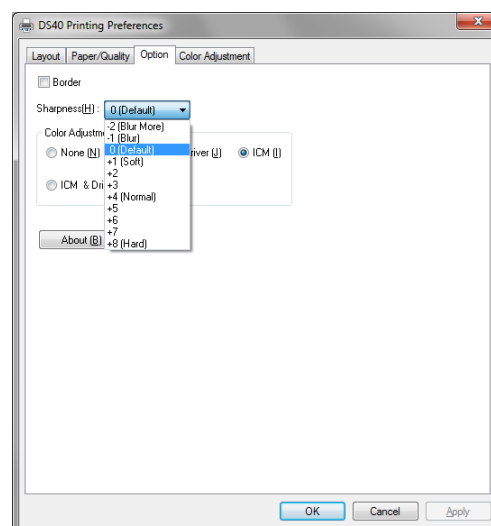 DS40 Printing Preferences
Layout Paper/Quality Option Color Adjustment
Border
Sharpness(H) : 0 (Default)
-2 (Blur More)
-1 (Blur)
0 (Default)
+1 (Soft)
+2
+3
+4 (Normal)
+5
+6
+7
+8 (Hard)
Color Adjustm
None (N) river (J) ICM (I)
ICM & Dri
About (B)
OK Cancel Apply